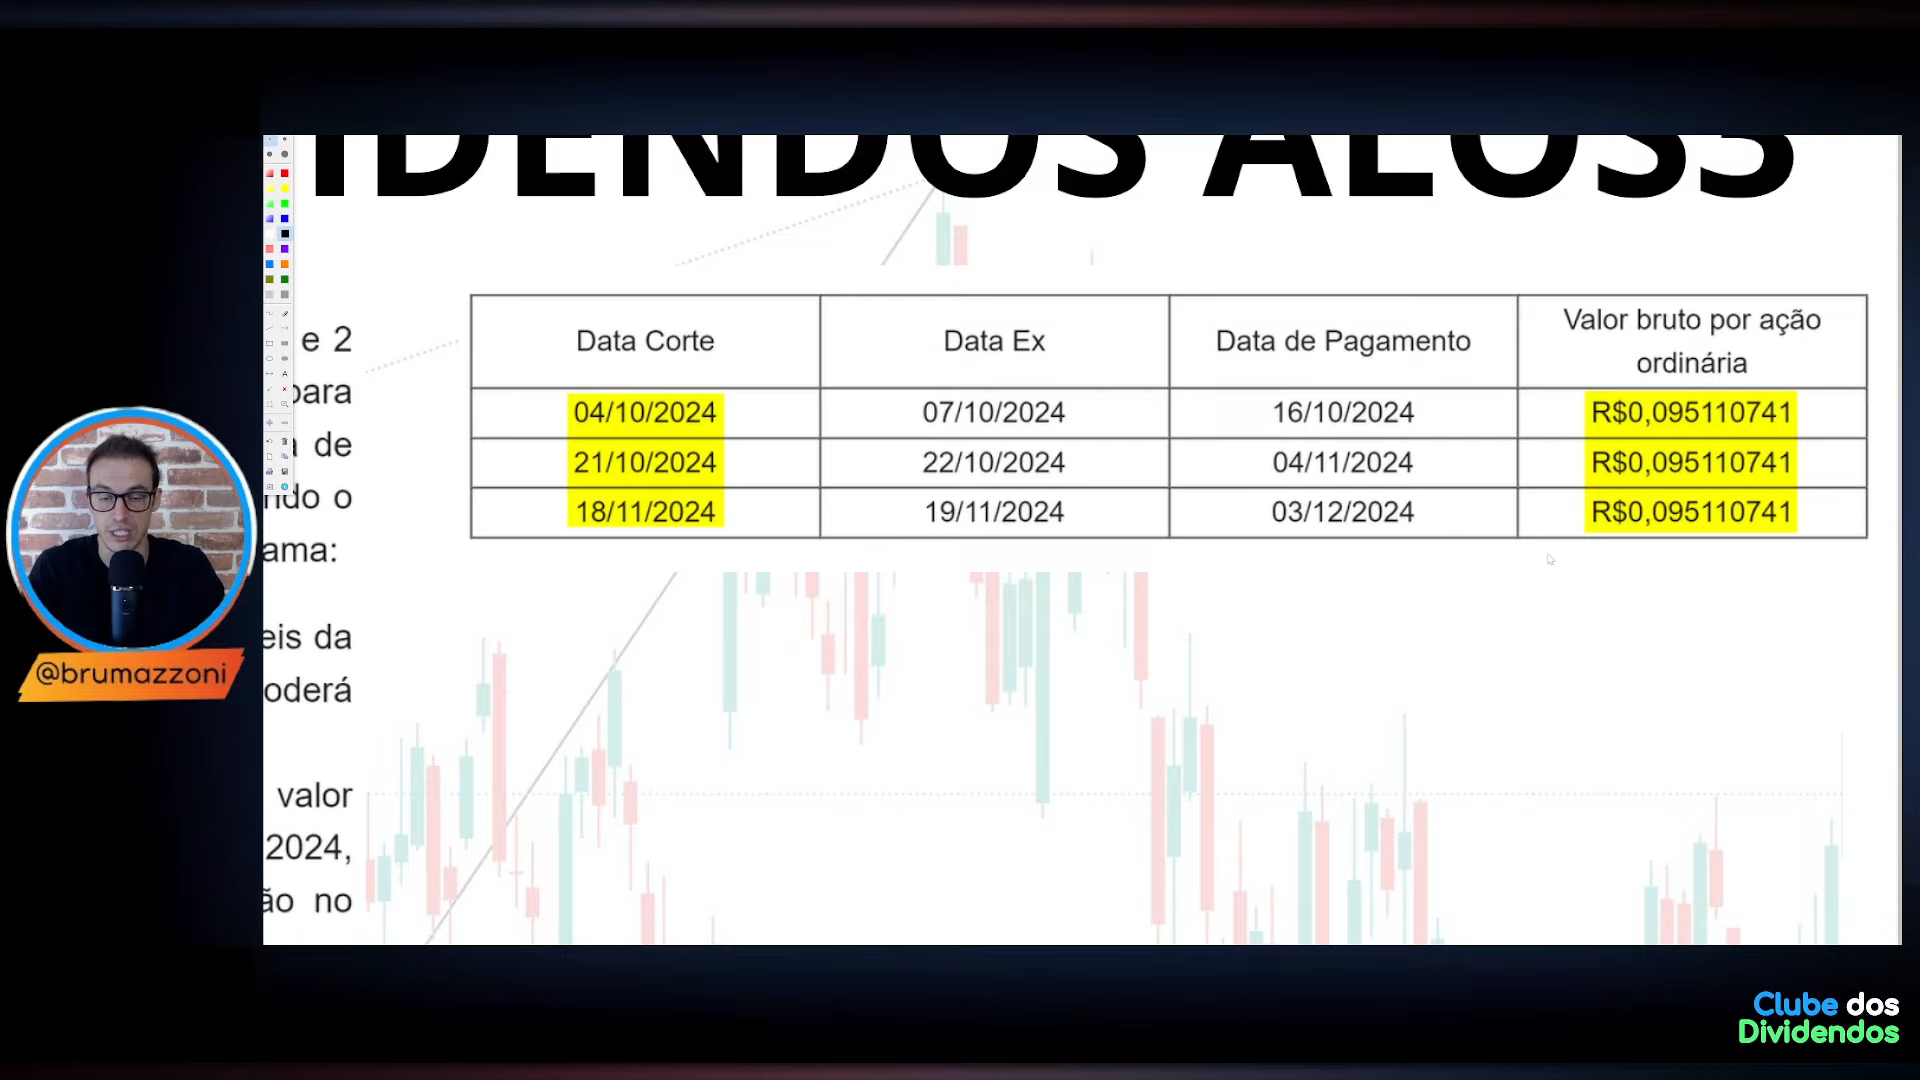 IDENDOS ALOS3
e 2
para
de
ndo o
ama:
eis da
oderá
valor
2024,
ão no
Data Corte
Data Ex
Data de Pagamento
Valor bruto por ação
ordinária
04/10/2024
07/10/2024
16/10/2024
R$0,095110741
21/10/2024
22/10/2024
04/11/2024
R$0,095110741
18/11/2024
19/11/2024
03/12/2024
R$0,095110741
@brumazzoni
Clube dos
Dividendos